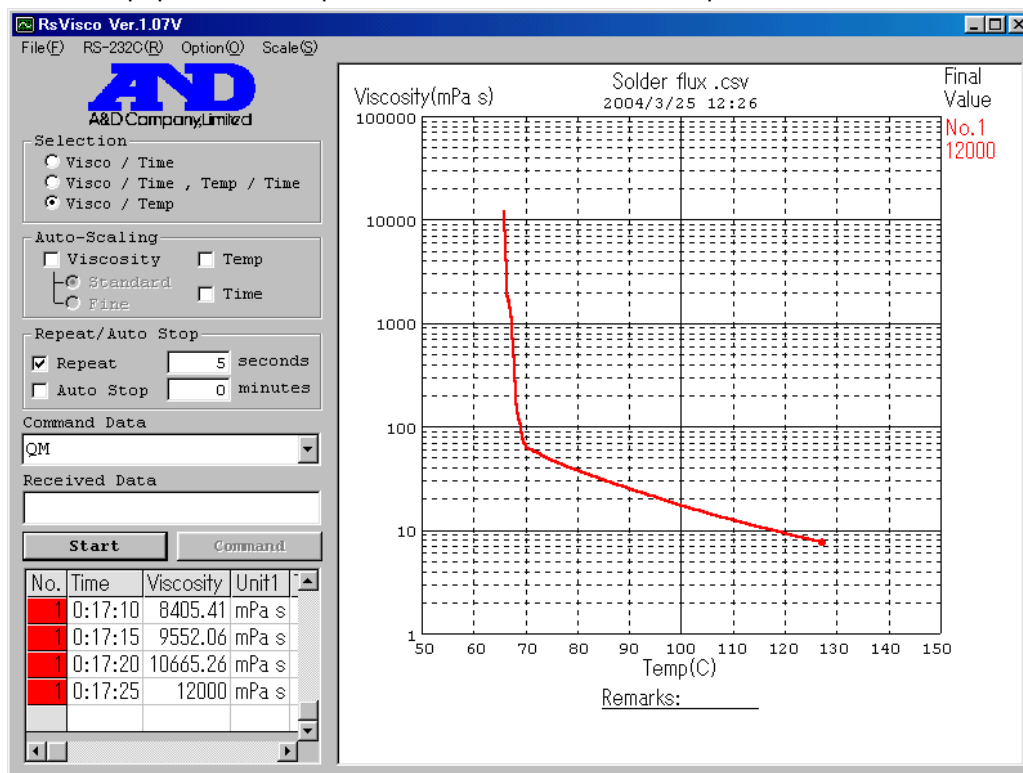 RsVisco Ver.1.07V
File(F) RS-232C(R) Option(O) Scale(S)
AND
A&D Company,Limited
Selection
Visco / Time
Visco / Time , Temp / Time
Visco / Temp
Auto-Scaling
Viscosity Temp
Standard
Fine
Time
Repeat/Auto Stop
Repeat 5 seconds
Auto Stop 0 minutes
Command Data
QM
Received Data
Start Command
No. Time Viscosity Unit1
1 0:17:10 8405.41 mPa s
1 0:17:15 9552.06 mPa s
1 0:17:20 10665.26 mPa s
1 0:17:25 12000 mPa s
Solder flux .csv
2004/3/25 12:26
Viscosity(mPa s)
Final
Value
No.1
12000
100000
10000
1000
100
10
1
50 60 70 80 90 100 110 120 130 140 150
Temp(C)
Remarks: